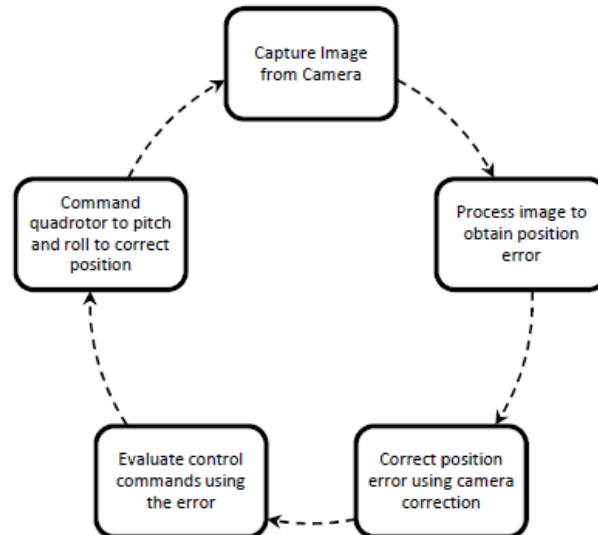 Capture Image
from Camera
Process image to
obtain position
error
Correct position
error using camera
correction
Evaluate control
commands using
the error
Command
quadrotor to pitch
and roll to correct
position